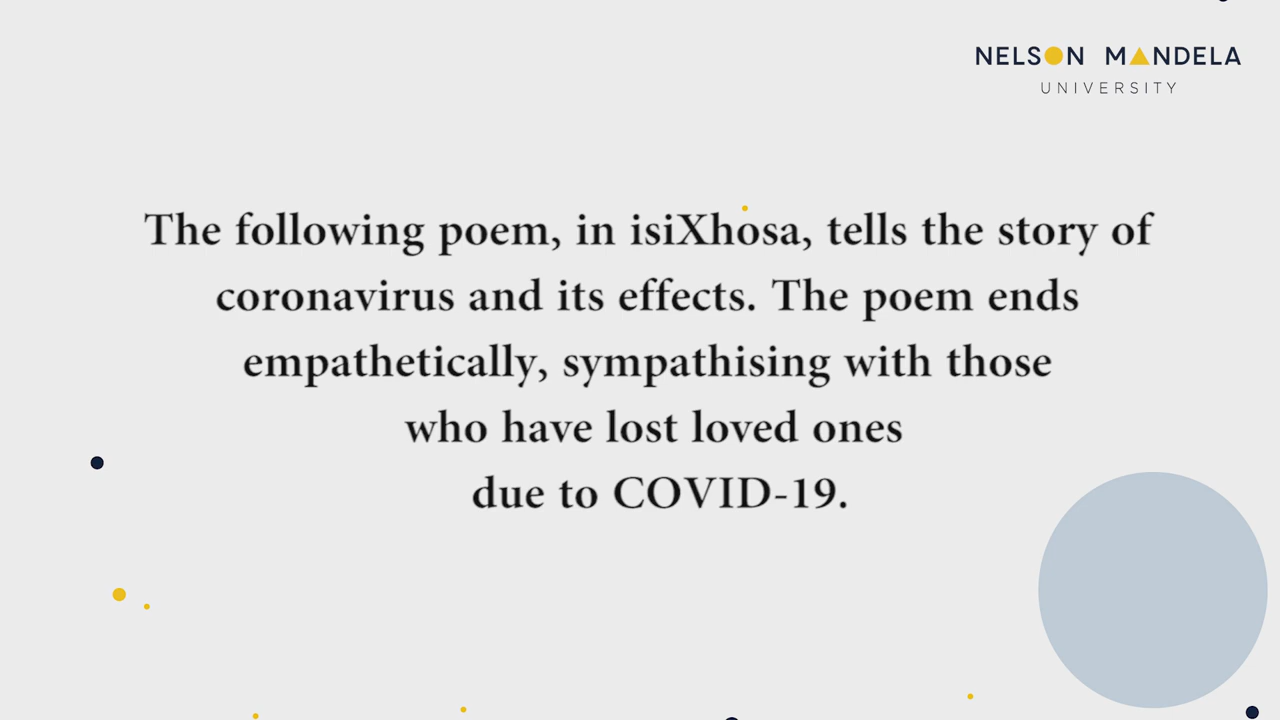 NELSON MANDELA
UNIVERSITY
The following poem, in isiXhosa, tells the story of
coronavirus and its effects. The poem ends
empathetically, sympathising with those
who have lost loved ones
due to COVID-19.